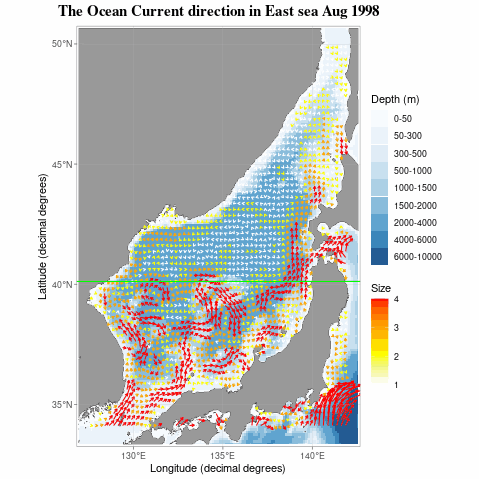 The Ocean Current direction in East sea Aug 1998
50°N
45°N
40°N
35°N
130°E
135°E
140°E
Longitude (decimal degrees)
Latitude (decimal degrees)
Depth (m)
0-50
50-300
300-500
500-1000
1000-1500
1500-2000
2000-4000
4000-6000
6000-10000
Size
4
3
2
1